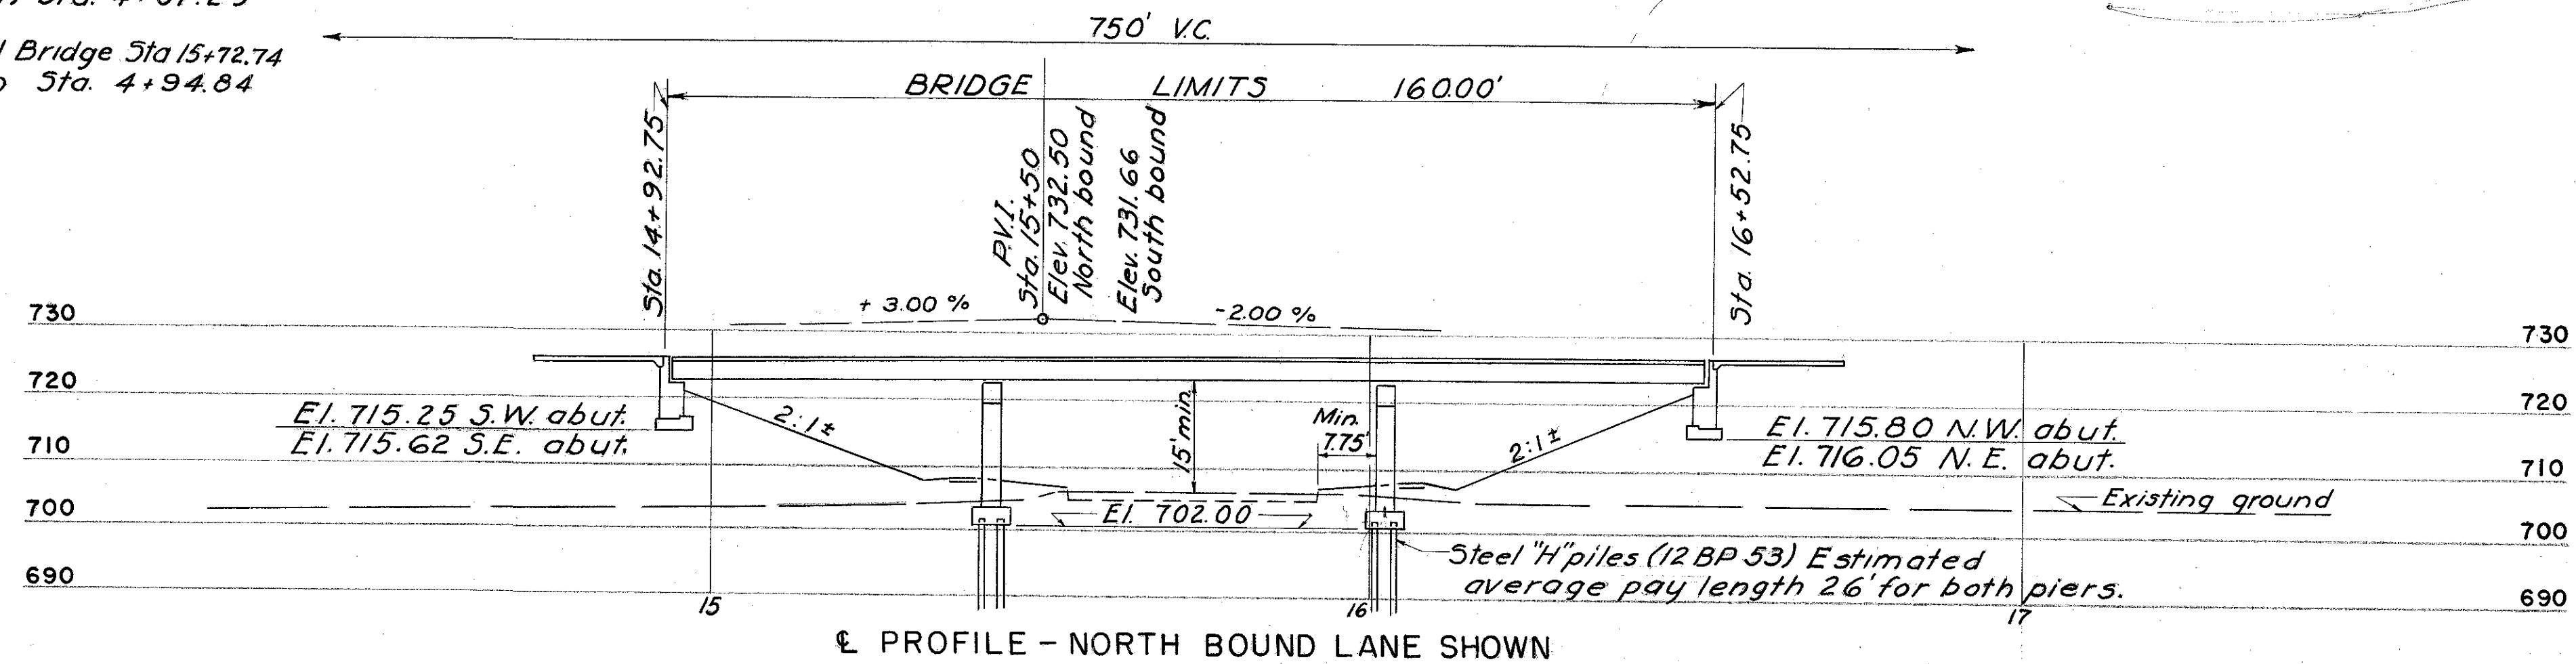 Sta. 4+67.25
750' V.C.
Bridge Sta 15+72.74
Sta. 4+94.84
BRIDGE LIMITS 160.00'
Sta. 14+92.75
P.V.I.
Sta. 15+50
Elev. 732.50
North bound
Elev. 731.66
South bound
Sta. 16+52.75
+ 3.00 %
-2.00 %
730
730
720
720
El. 715.25 S.W. abut.
El. 715.62 S.E. abut.
2:1±
15' min.
Min.
7.75'
2:1±
El. 715.80 N.W. abut.
El. 716.05 N.E. abut.
710
710
700
El. 702.00
Existing ground
700
Steel "H" piles (12 BP 53) Estimated
average pay length 26' for both piers.
690
690
15
16
17
℄ PROFILE – NORTH BOUND LANE SHOWN